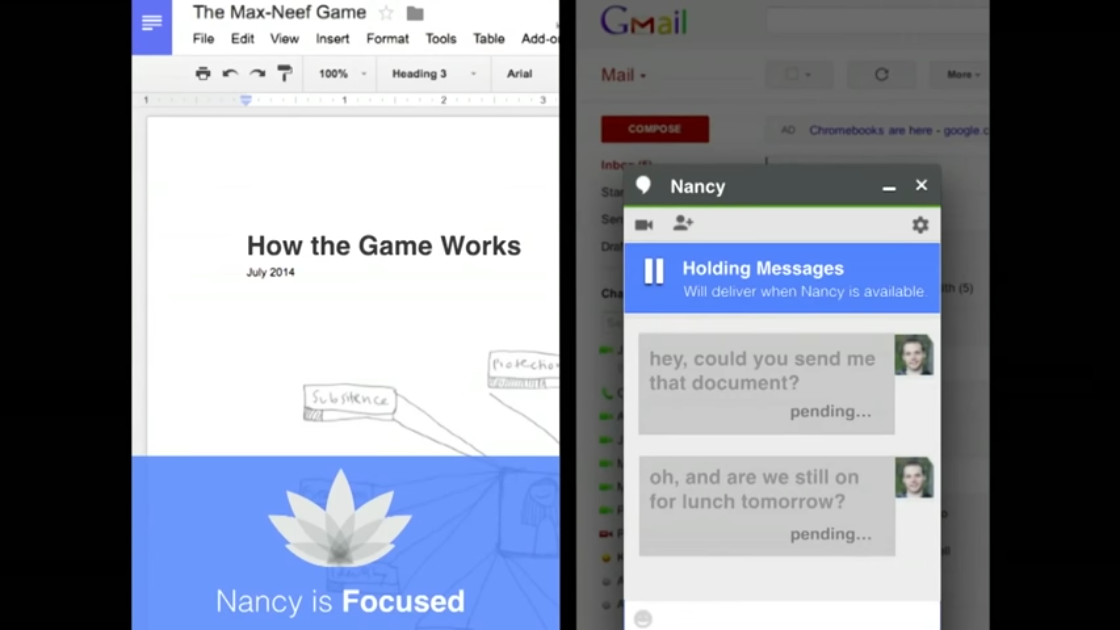 The Max-Neef Game
File Edit View Insert Format Tools Table Add-o
100% Heading 3 Arial
1 1 2 3
How the Game Works
July 2014
Protection
Subsitence
Nancy is Focused
Gmail
Mail
More
COMPOSE
AD Chromebooks are here - google.c
Inbox (5)
Star
Sen
Draf
Cha
Nancy
Holding Messages
Will deliver when Nancy is available.
ith (5)
hey, could you send me
that document?
pending...
oh, and are we still on
for lunch tomorrow?
pending...